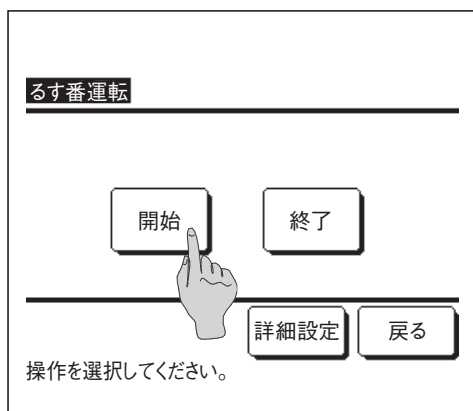 るす番運転
開始
終了
詳細設定
戻る
操作を選択してください。